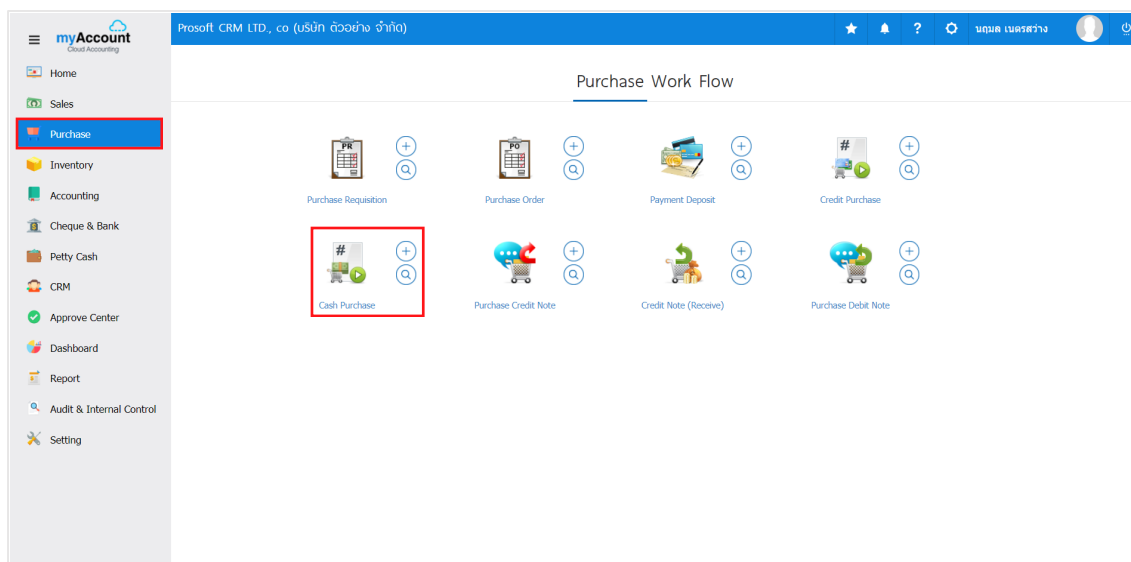 myAccount
Cloud Accounting
Prosoft CRM LTD., co (บริษัท ตัวอย่าง จำกัด)
?
นฤมล เนตรสว่าง
Home
Sales
Purchase
Inventory
Accounting
Cheque & Bank
Petty Cash
CRM
Approve Center
Dashboard
Report
Audit & Internal Control
Setting
Purchase Work Flow
PR
Purchase Requisition
PO
Purchase Order
Payment Deposit
#
Credit Purchase
#
Cash Purchase
Purchase Credit Note
Credit Note (Receive)
Purchase Debit Note